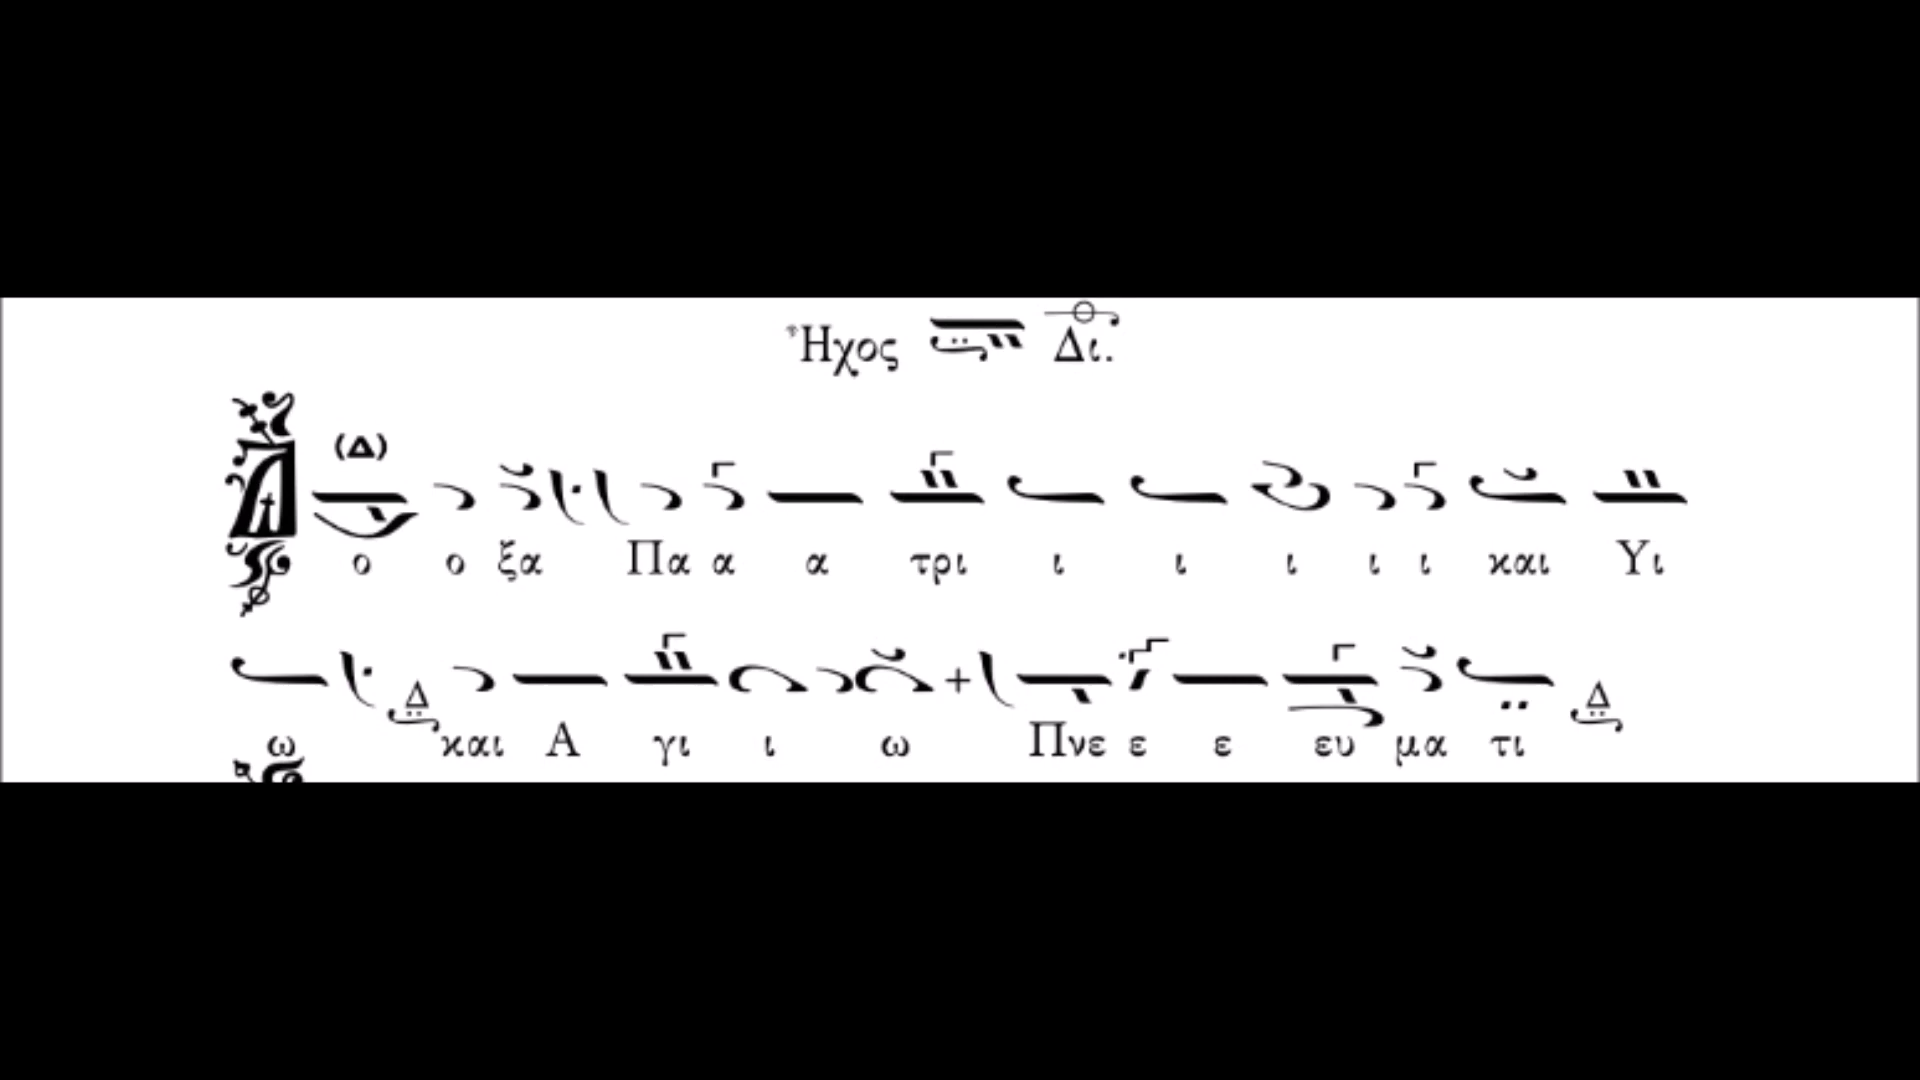 Ἦχος Δι.
(Δ)
Δ ο ο ξα Πα α α τρι ι ι ι ι ι και Υι
ω Δ και Α γι ι ω Πνε ε ε ευ μα τι Δ